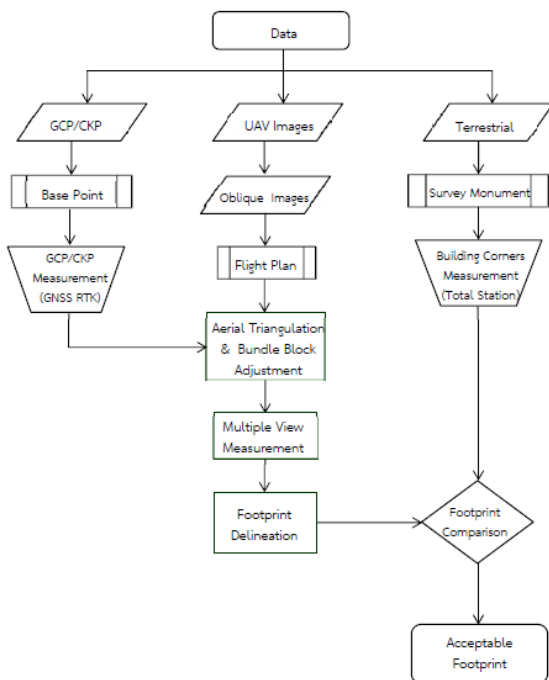 Data
GCP/CKP
UAV Images
Terrestrial
Base Point
Oblique Images
Survey Monument
GCP/CKP
Measurement
(GNSS RTK)
Flight Plan
Building Corners
Measurement
(Total Station)
Aerial Triangulation
& Bundle Block
Adjustment
Multiple View
Measurement
Footprint
Delineation
Footprint
Comparison
Acceptable
Footprint